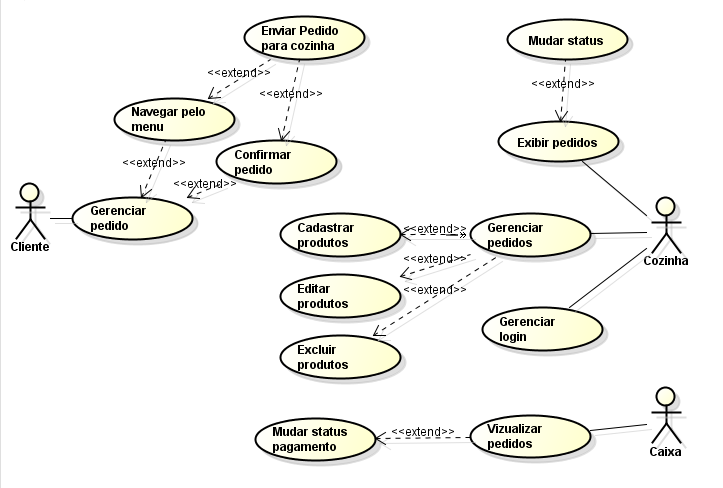 Enviar Pedido
para cozinha
Mudar status
<<extend>>
<<extend>>
<<extend>>
Navegar pelo
menu
Exibir pedidos
Confirmar
pedido
<<extend>>
<<extend>>
Gerenciar
pedido
Cliente
Cadastrar
produtos
<<extend>>
Gerenciar
pedidos
Cozinha
<<extend>>
Editar
produtos
<<extend>>
Gerenciar
login
Excluir
produtos
Mudar status
pagamento
<<extend>>
Vizualizar
pedidos
Caixa